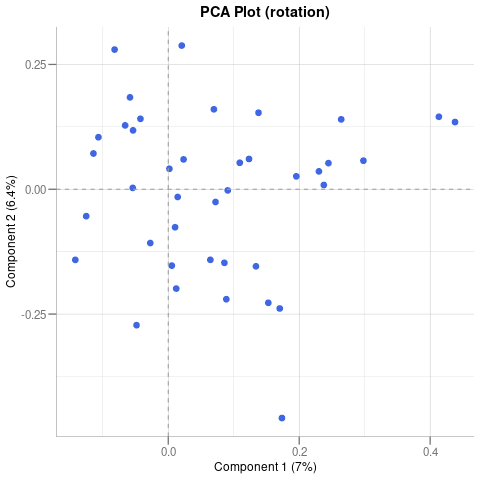 PCA Plot (rotation)
0.25
0.00
-0.25
Component 2 (6.4%)
0.0
0.2
0.4
Component 1 (7%)